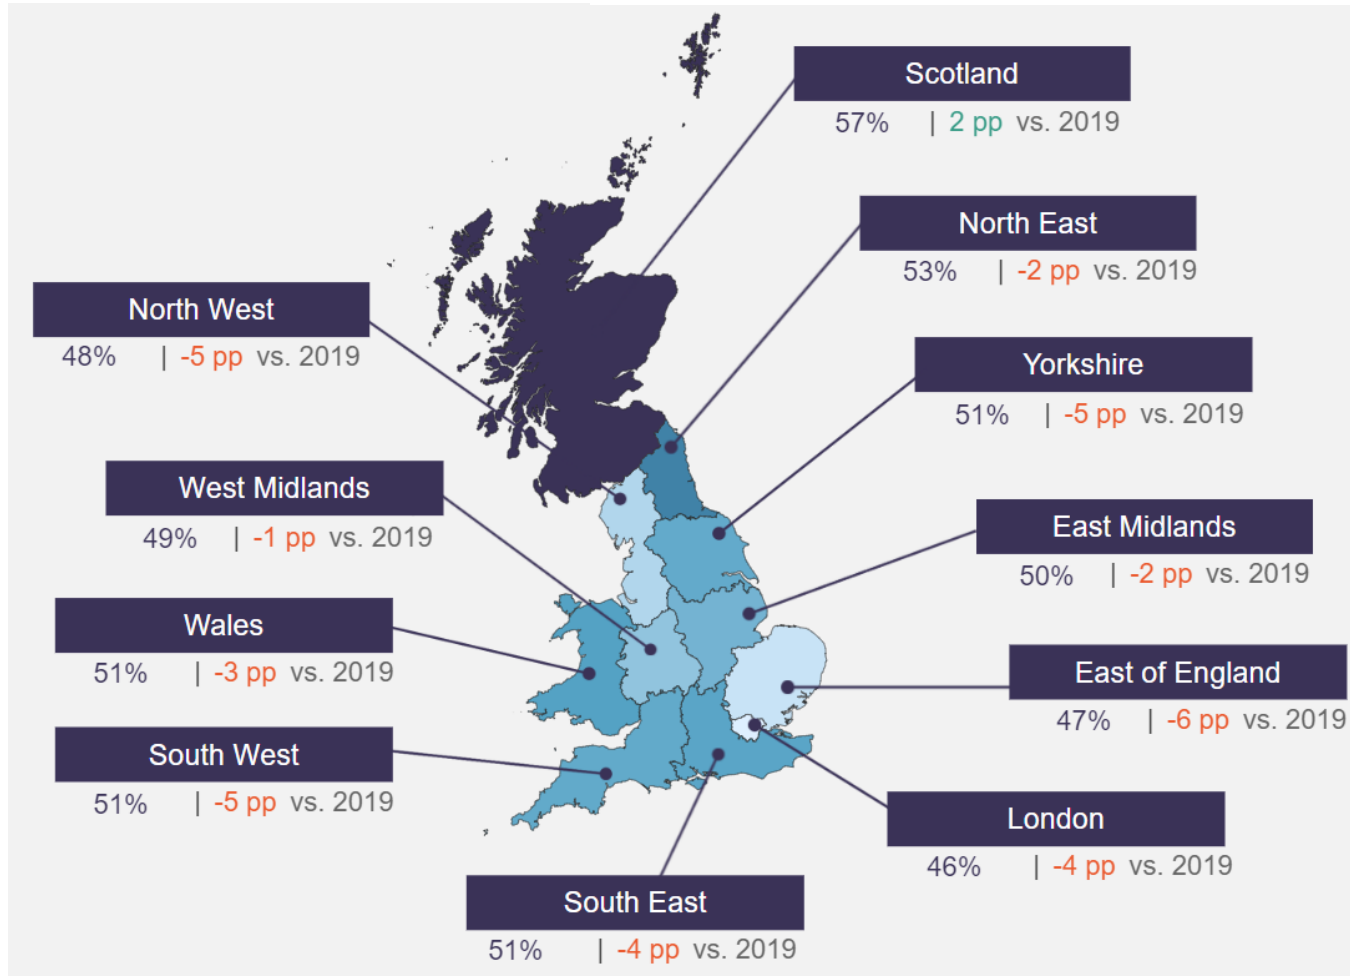 Scotland
57% | 2 pp vs. 2019
North East
53% | -2 pp vs. 2019
North West
48% | -5 pp vs. 2019
Yorkshire
51% | -5 pp vs. 2019
West Midlands
49% | -1 pp vs. 2019
East Midlands
50% | -2 pp vs. 2019
Wales
51% | -3 pp vs. 2019
East of England
47% | -6 pp vs. 2019
South West
51% | -5 pp vs. 2019
London
46% | -4 pp vs. 2019
South East
51% | -4 pp vs. 2019